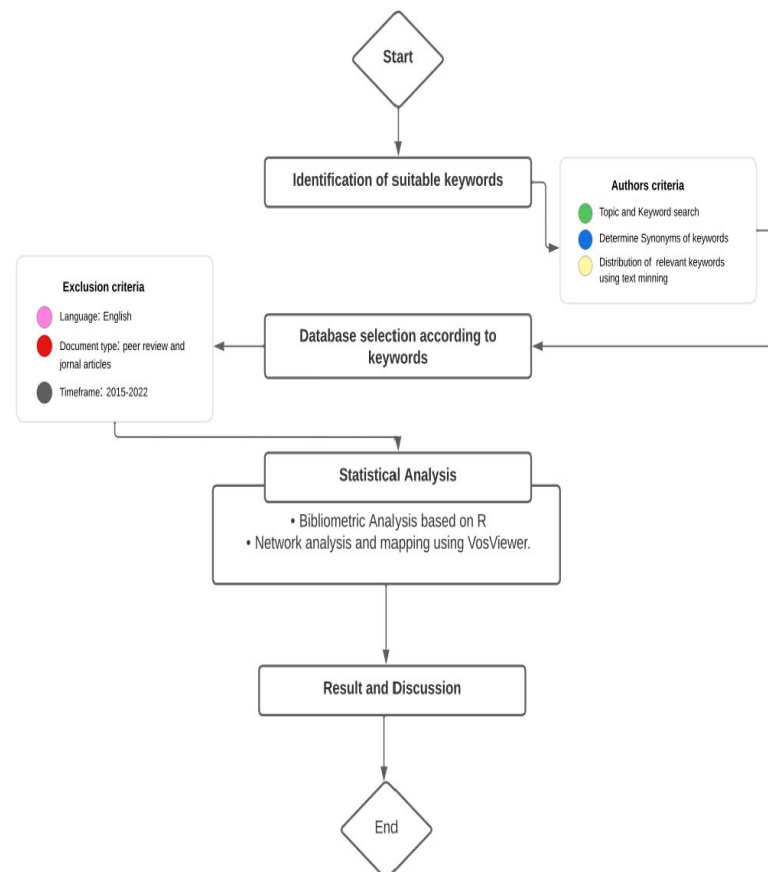 Start
Identification of suitable keywords
Authors criteria
Topic and Keyword search
Determine Synonyms of keywords
Distribution of relevant keywords
using text minning
Database selection according to
keywords
Exclusion criteria
Language: English
Document type: peer review and
jornal articles
Timeframe: 2015-2022
Statistical Analysis
• Bibliometric Analysis based on R
• Network analysis and mapping using VosViewer.
Result and Discussion
End